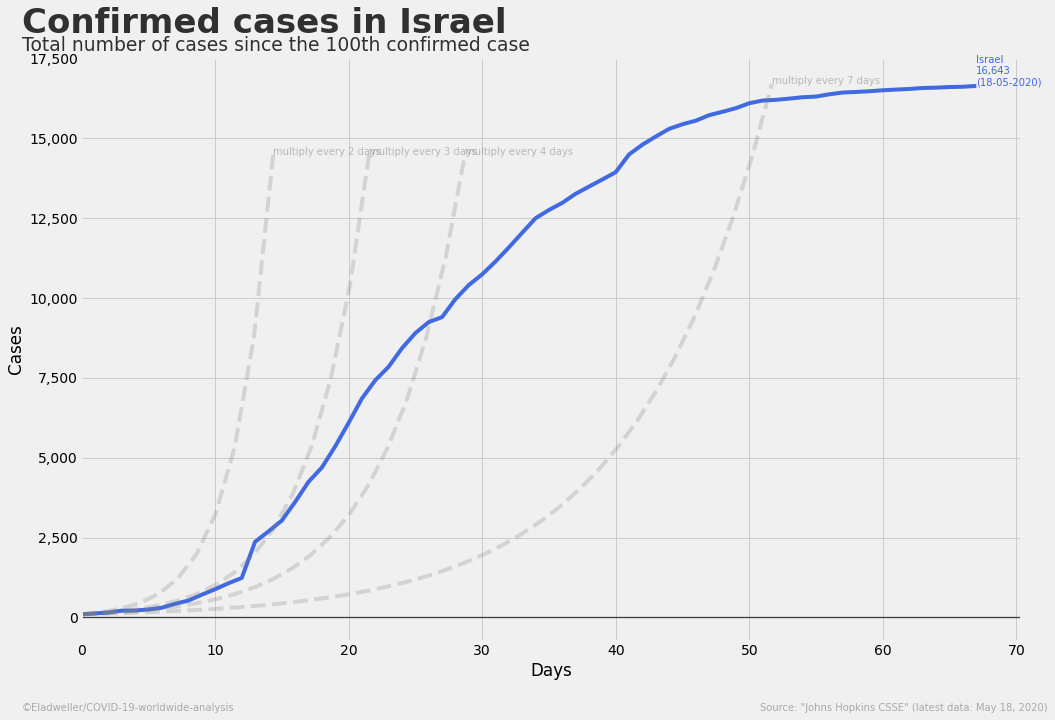 Confirmed cases in Israel
Total number of cases since the 100th confirmed case
17,500
15,000
12,500
10,000
7,500
5,000
2,500
0
Cases
multiply every 2 days
multiply every 3 days
multiply every 4 days
multiply every 7 days
Israel
16,643
(18-05-2020)
0 10 20 30 40 50 60 70
Days
©Eladweller/COVID-19-worldwide-analysis
Source: "Johns Hopkins CSSE" (latest data: May 18, 2020)